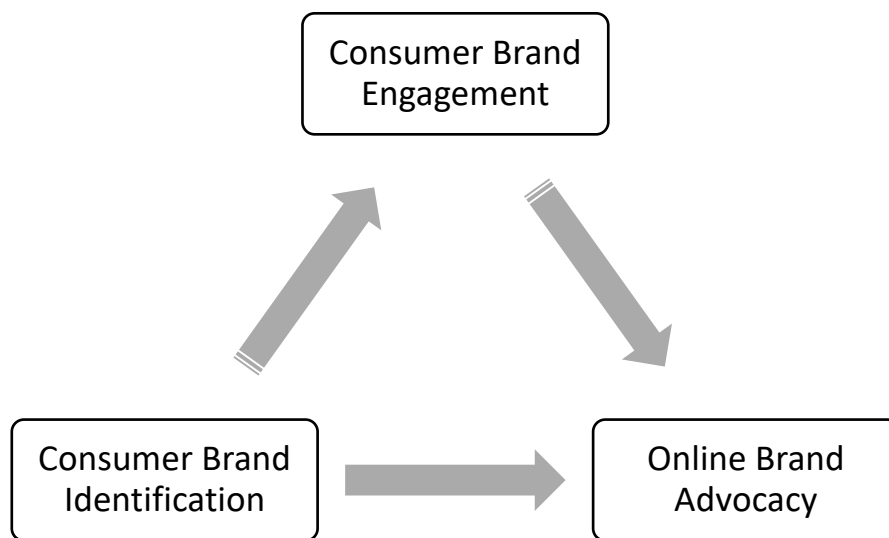 Consumer Brand
Engagement
Consumer Brand
Identification
Online Brand
Advocacy